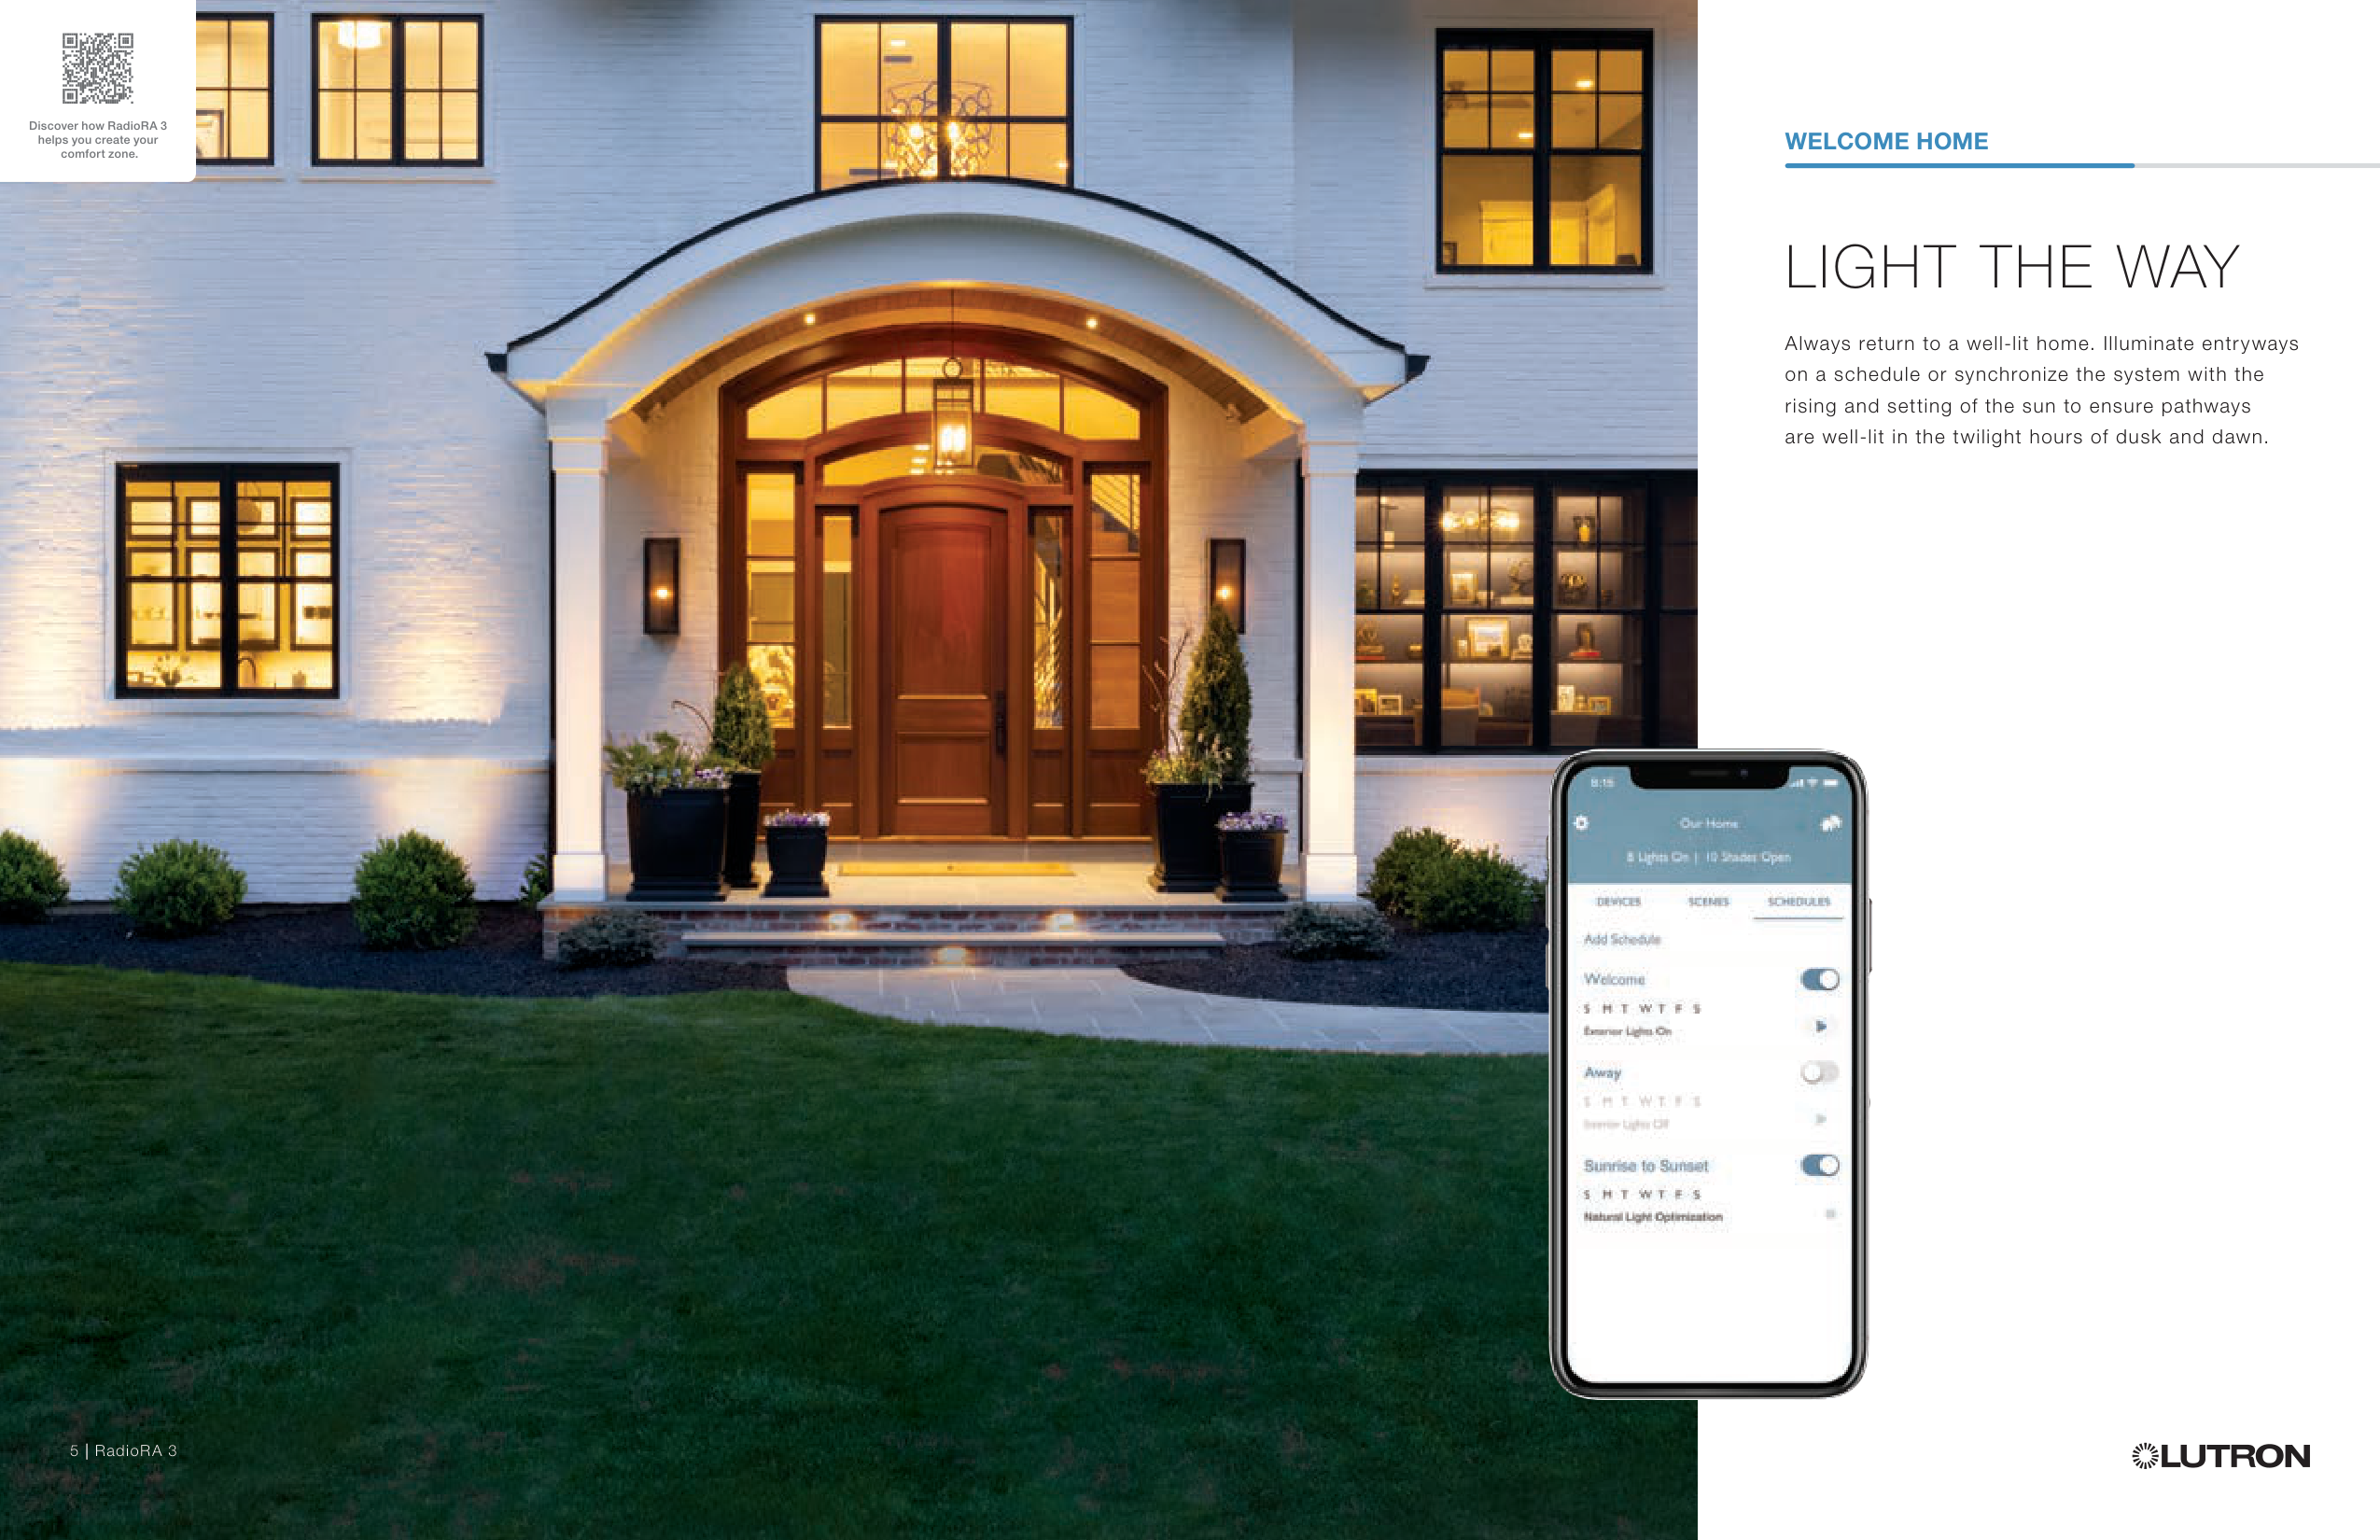 Discover how RadioRA 3
helps you create your
comfort zone.
WELCOME HOME
LIGHT THE WAY
Always return to a well-lit home. Illuminate entryways
on a schedule or synchronize the system with the
rising and setting of the sun to ensure pathways
are well-lit in the twilight hours of dusk and dawn.
8:15
Our Home
8 Lights On | 10 Shades Open
DEVICES SCENES SCHEDULES
Add Schedule
Welcome
S M T W T F S
Exterior Lights On
Away
S M T W T F S
Interior Lights Off
Sunrise to Sunset
S M T W T F S
Natural Light Optimization
5 | RadioRA 3
LUTRON